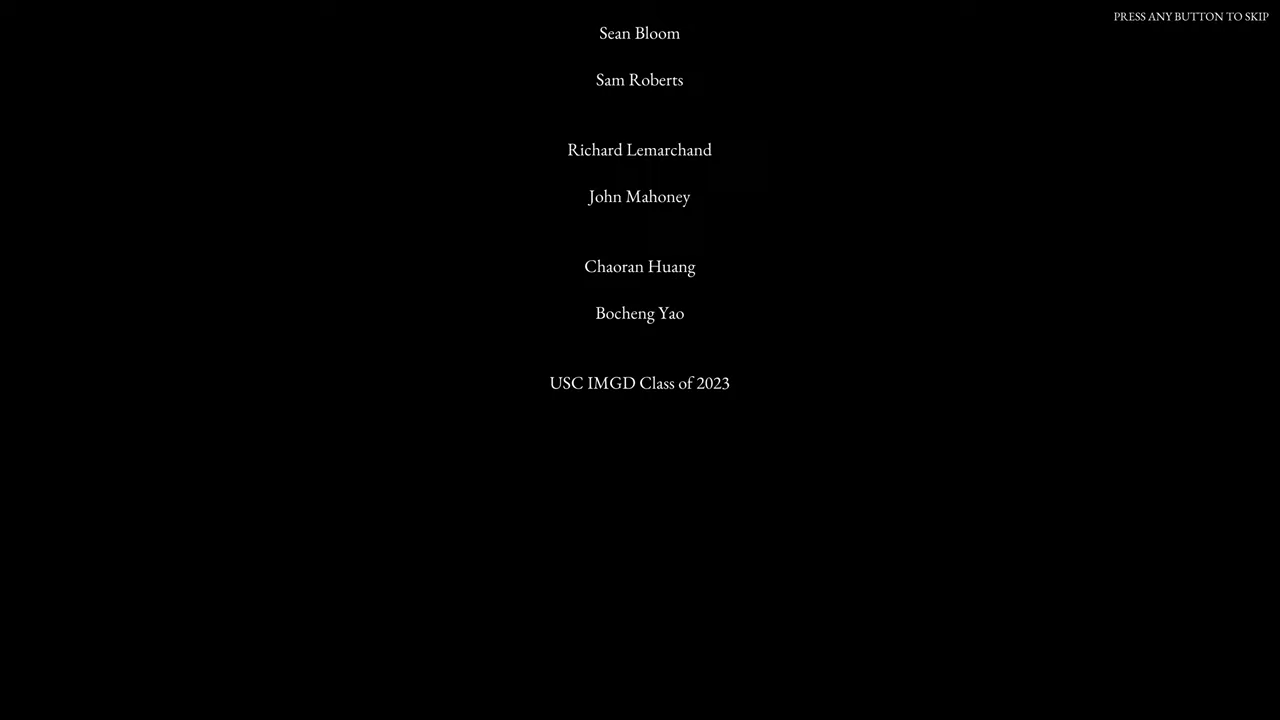 PRESS ANY BUTTON TO SKIP
Sean Bloom
Sam Roberts
Richard Lemarchand
John Mahoney
Chaoran Huang
Bocheng Yao
USC IMGD Class of 2023